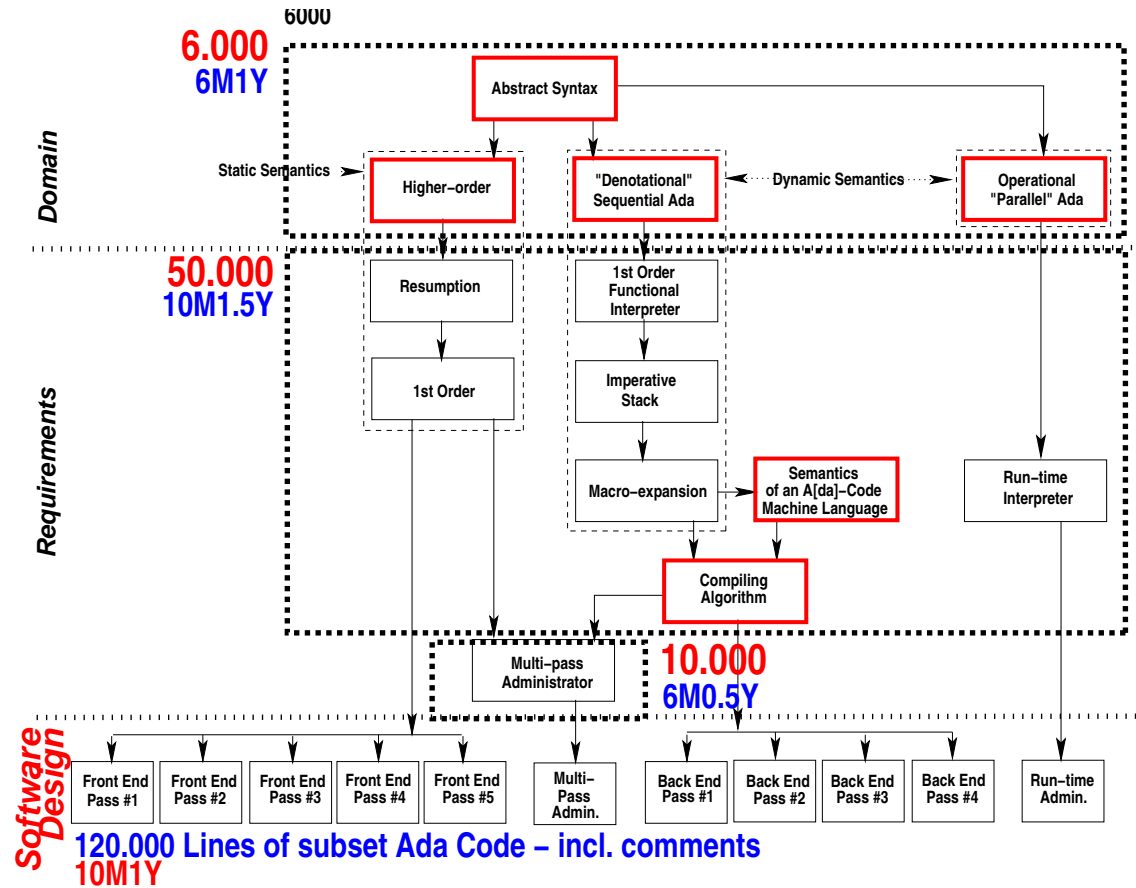 6000
6.000
6M1Y
Abstract Syntax
Domain
Static Semantics
Higher-order
"Denotational"
Sequential Ada
Dynamic Semantics
Operational
"Parallel" Ada
50.000
10M1.5Y
Requirements
Resumption
1st Order
Functional
Interpreter
1st Order
Imperative
Stack
Macro-expansion
Semantics
of an A[da]-Code
Machine Language
Run-time
Interpreter
Compiling
Algorithm
Multi-pass
Administrator
10.000
6M0.5Y
Software
Design
Front End
Pass #1
Front End
Pass #2
Front End
Pass #3
Front End
Pass #4
Front End
Pass #5
Multi-
Pass
Admin.
Back End
Pass #1
Back End
Pass #2
Back End
Pass #3
Back End
Pass #4
Run-time
Admin.
120.000 Lines of subset Ada Code - incl. comments
10M1Y